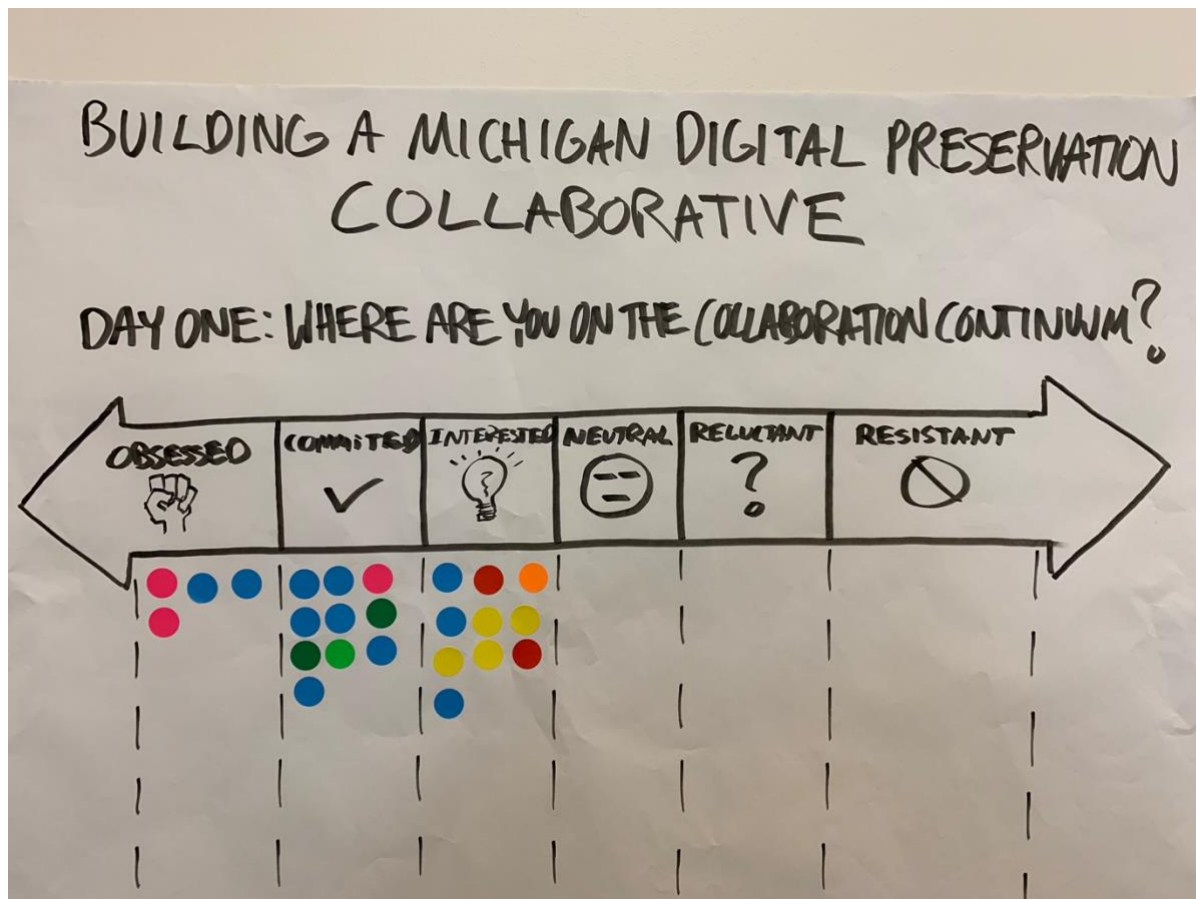 BUILDING A MICHIGAN DIGITAL PRESERVATION
COLLABORATIVE
DAY ONE: WHERE ARE YOU ON THE COLLABORATION CONTINUUM?
OBSESSED COMMITED INTERESTED NEUTRAL RELUCTANT RESISTANT
?